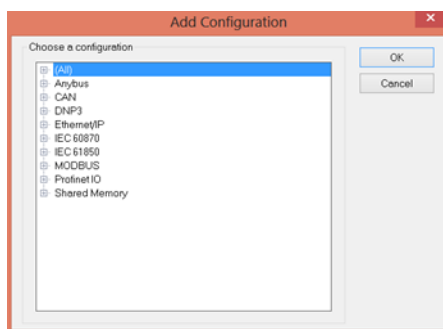 Add Configuration
Choose a configuration
OK
Cancel
(All)
Anybus
CAN
DNP3
Ethernet/IP
IEC 60870
IEC 61850
MODBUS
Profinet IO
Shared Memory